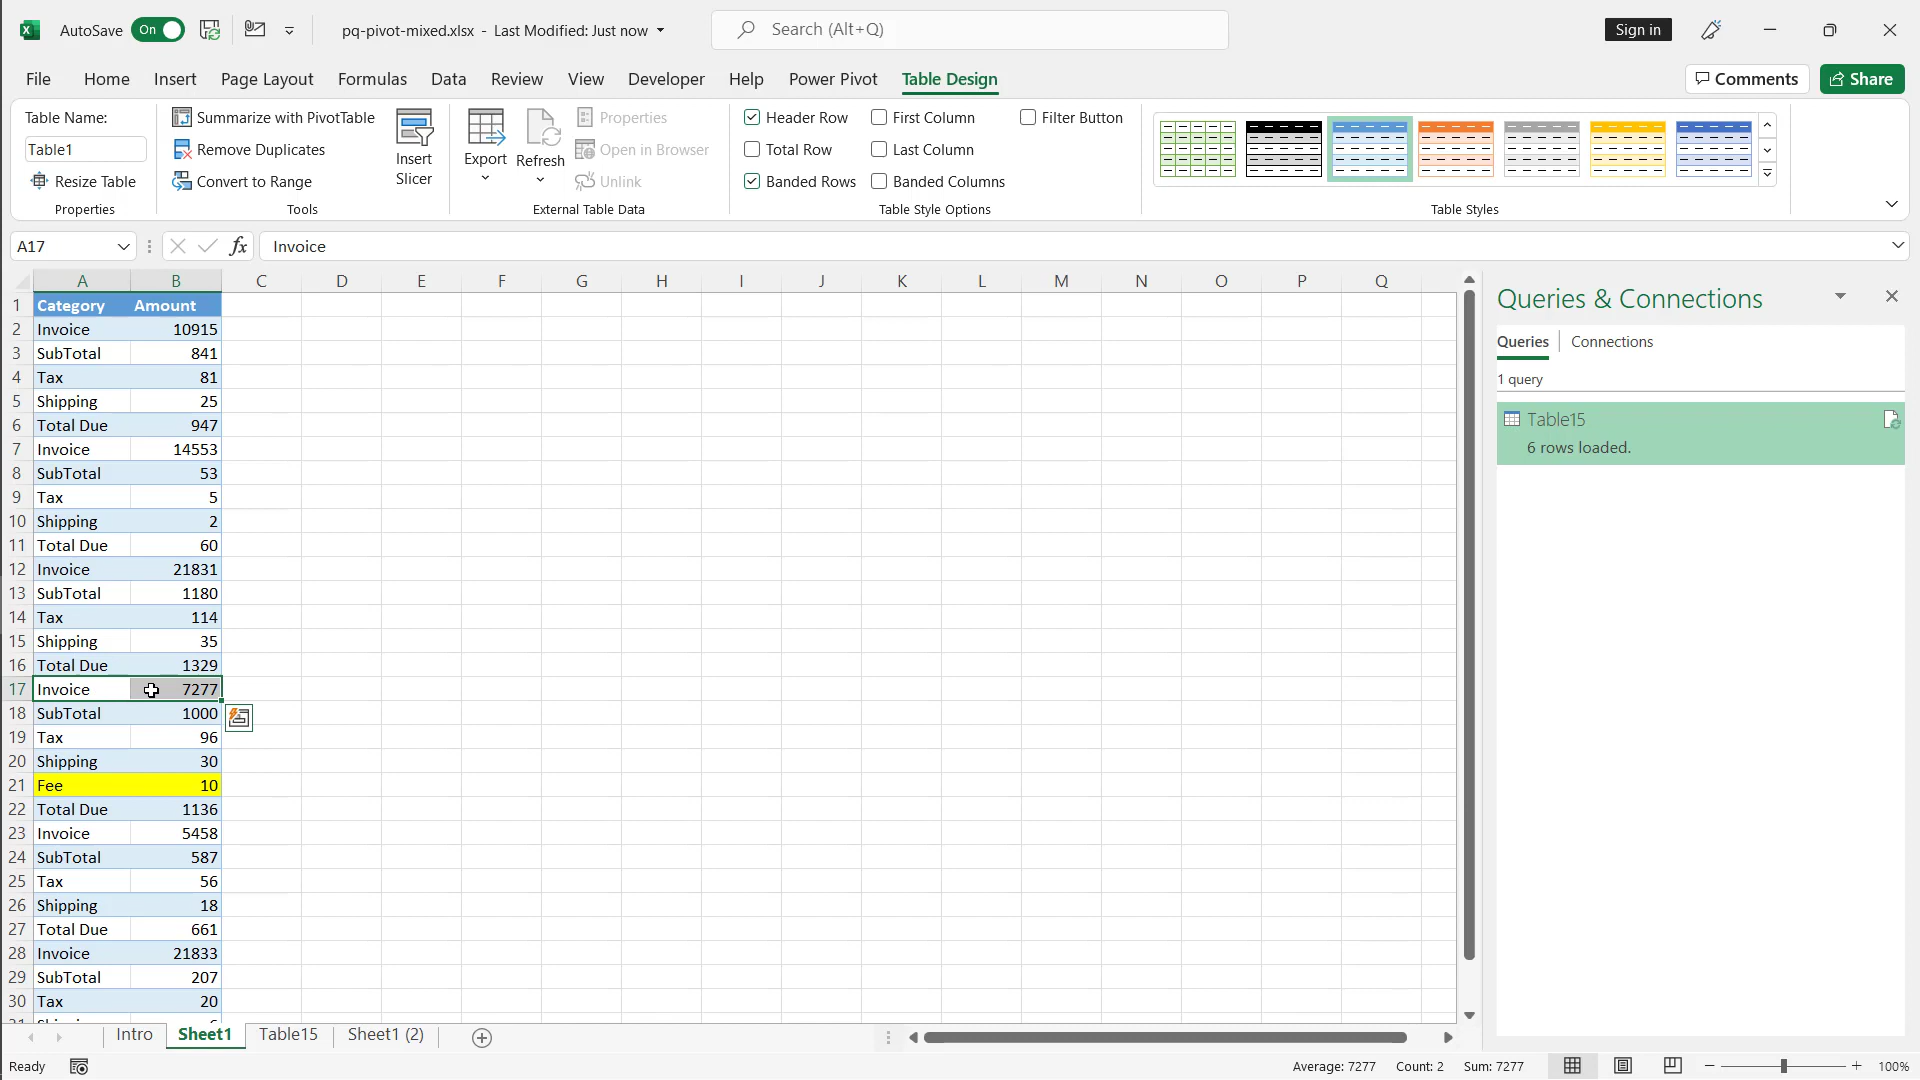 AutoSave On pq-pivot-mixed.xlsx - Last Modified: Just now Search (Alt+Q) Sign in
File Home Insert Page Layout Formulas Data Review View Developer Help Power Pivot Table Design Comments Share
Table Name: Summarize with PivotTable Properties Header Row First Column Filter Button
Table1 Remove Duplicates Insert Slicer Export Refresh Open in Browser Total Row Last Column
Resize Table Convert to Range Unlink Banded Rows Banded Columns
Properties Tools External Table Data Table Style Options Table Styles
A17 fx Invoice
A B C D E F G H I J K L M N O P Q
1 Category Amount
2 Invoice 10915
3 SubTotal 841
4 Tax 81
5 Shipping 25
6 Total Due 947
7 Invoice 14553
8 SubTotal 53
9 Tax 5
10 Shipping 2
11 Total Due 60
12 Invoice 21831
13 SubTotal 1180
14 Tax 114
15 Shipping 35
16 Total Due 1329
17 Invoice 7277
18 SubTotal 1000
19 Tax 96
20 Shipping 30
21 Fee 10
22 Total Due 1136
23 Invoice 5458
24 SubTotal 587
25 Tax 56
26 Shipping 18
27 Total Due 661
28 Invoice 21833
29 SubTotal 207
30 Tax 20
Queries & Connections
Queries Connections
1 query
Table15
6 rows loaded.
Intro Sheet1 Table15 Sheet1 (2)
Ready Average: 7277 Count: 2 Sum: 7277 100%